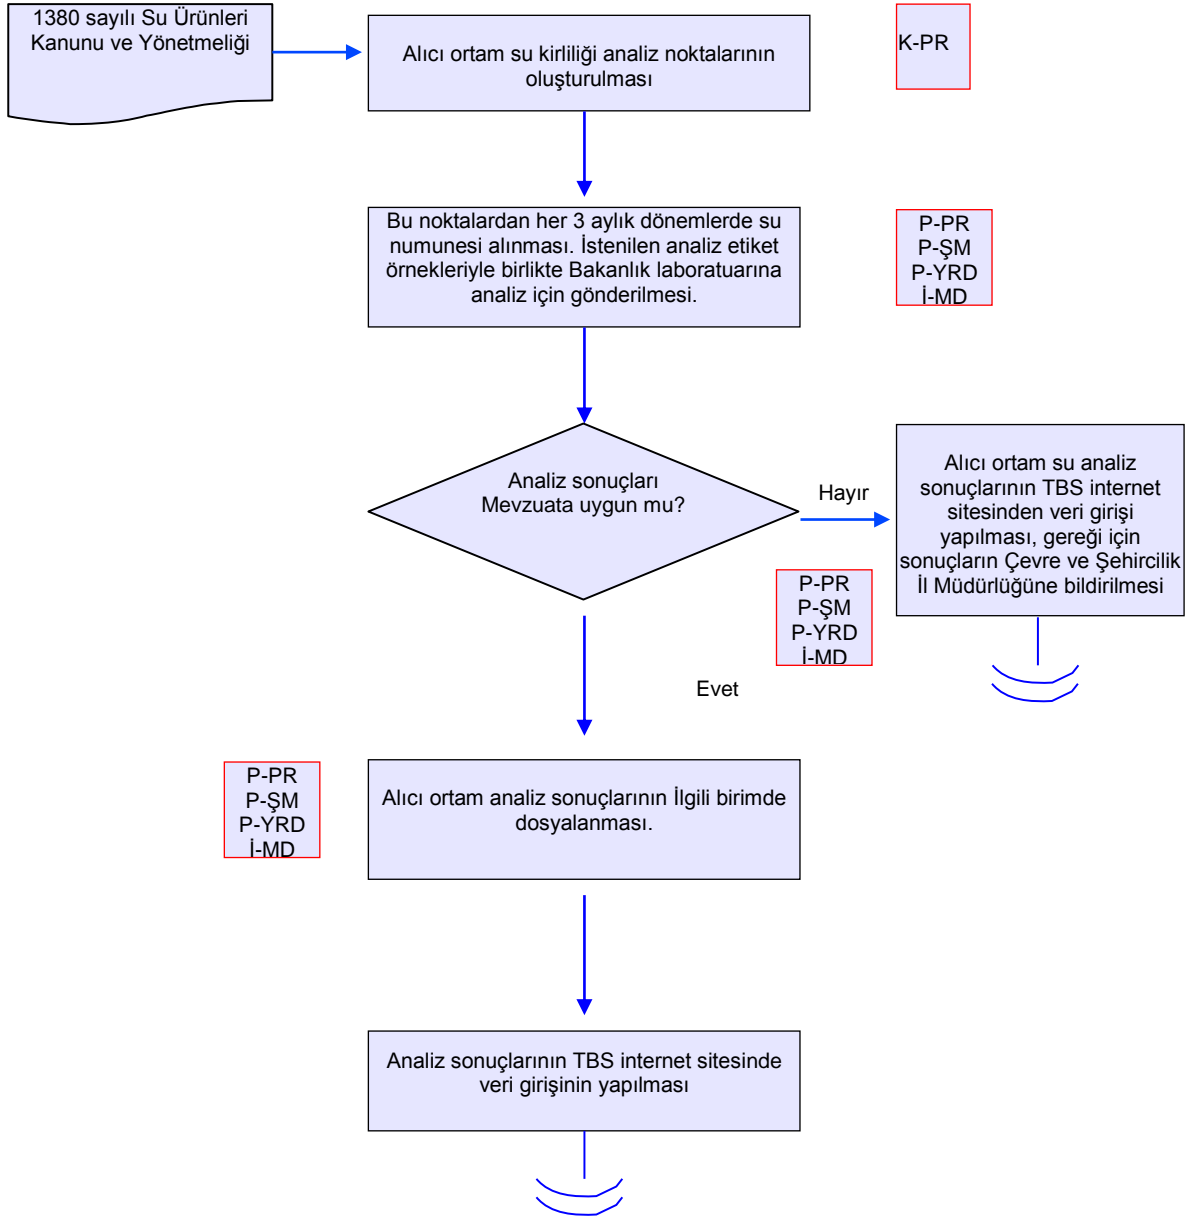 1380 sayılı Su Ürünleri
Kanunu ve Yönetmeliği
Alıcı ortam su kirliliği analiz noktalarının
oluşturulması
K-PR
Bu noktalardan her 3 aylık dönemlerde su
numunesi alınması. İstenilen analiz etiket
örnekleriyle birlikte Bakanlık laboratuarına
analiz için gönderilmesi.
P-PR
P-ŞM
P-YRD
İ-MD
Analiz sonuçları
Mevzuata uygun mu?
Hayır
Alıcı ortam su analiz
sonuçlarının TBS internet
sitesinden veri girişi
yapılması, gereği için
sonuçların Çevre ve Şehircilik
İl Müdürlüğüne bildirilmesi
P-PR
P-ŞM
P-YRD
İ-MD
Evet
P-PR
P-ŞM
P-YRD
İ-MD
Alıcı ortam analiz sonuçlarının İlgili birimde
dosyalanması.
Analiz sonuçlarının TBS internet sitesinde
veri girişinin yapılması